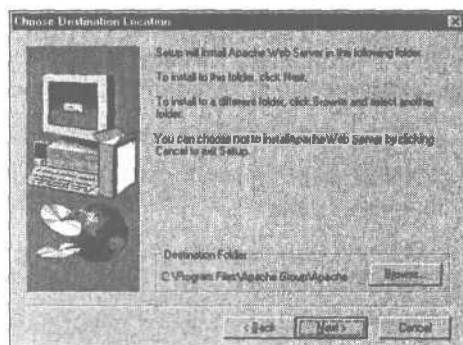 Choose Destination Location
Setup will install Apache Web Server in the following folder.
To install to this folder, click Next.
To install to a different folder, click Browse and select another
folder.
You can choose not to install Apache Web Server by clicking
Cancel to exit Setup.
Destination Folder
C:\Program Files\Apache Group\Apache
Browse...
< Back
Next >
Cancel